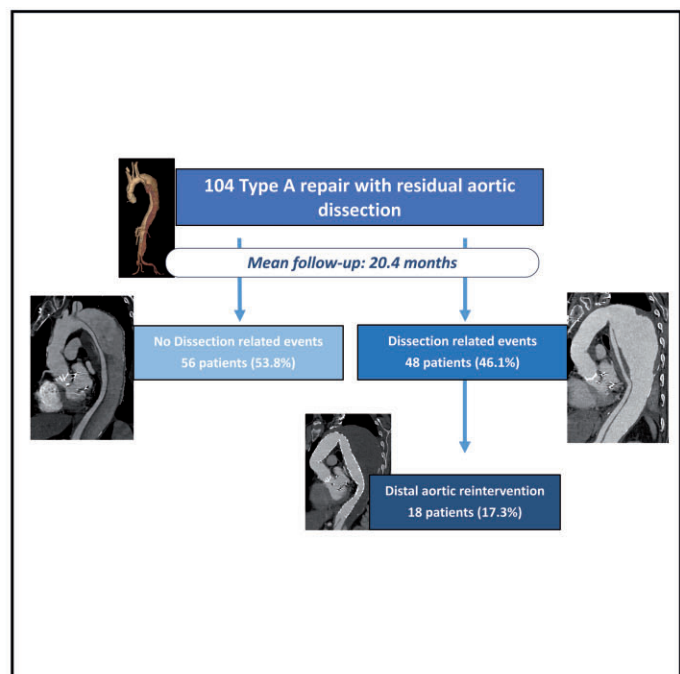 104 Type A repair with residual aortic
dissection
Mean follow-up: 20.4 months
No Dissection related events
56 patients (53.8%)
Dissection related events
48 patients (46.1%)
Distal aortic reintervention
18 patients (17.3%)